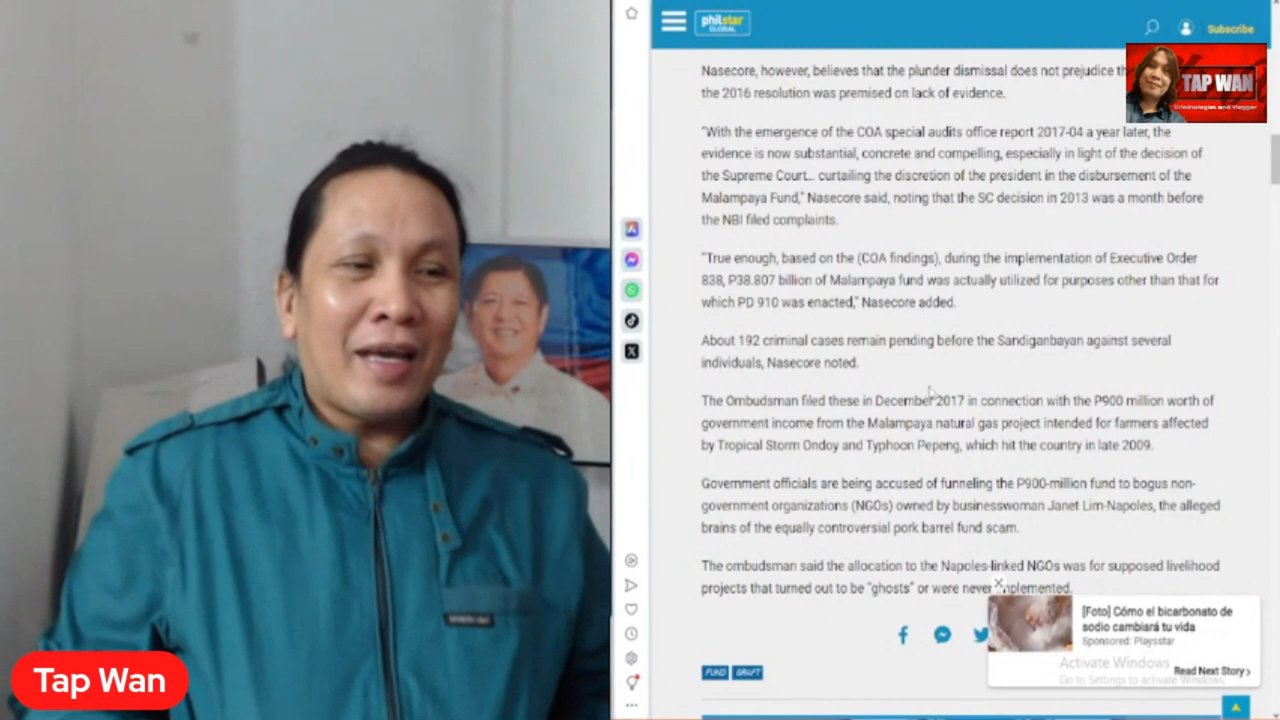 philstar
GLOBAL
Subscribe
TAP WAN
Criminologist and Vlogger
Nasecore, however, believes that the plunder dismissal does not prejudice
the 2016 resolution was premised on lack of evidence.
“With the emergence of the COA special audits office report 2017-04 a year later, the
evidence is now substantial, concrete and compelling, especially in light of the decision of
the Supreme Court… curtailing the discretion of the president in the disbursement of the
Malampaya Fund,” Nasecore said, noting that the SC decision in 2013 was a month before
the NBI filed complaints.
“True enough, based on the (COA findings), during the implementation of Executive Order
838, P38.807 billion of Malampaya fund was actually utilized for purposes other than that for
which PD 910 was enacted,” Nasecore added.
About 192 criminal cases remain pending before the Sandiganbayan against several
individuals, Nasecore noted.
The Ombudsman filed these in December 2017 in connection with the P900 million worth of
government income from the Malampaya natural gas project intended for farmers affected
by Tropical Storm Ondoy and Typhoon Pepeng, which hit the country in late 2009.
Government officials are being accused of funneling the P900-million fund to bogus non-
government organizations (NGOs) owned by businesswoman Janet Lim-Napoles, the alleged
brains of the equally controversial pork barrel fund scam.
The ombudsman said the allocation to the Napoles-linked NGOs was for supposed livelihood
projects that turned out to be “ghosts” or were never implemented.
[Foto] Cómo el bicarbonato de
sodio cambiará tu vida
Sponsored: Playsstar
Activate Windows
Read Next Story >
Go to Settings to activate Windows.
FUND GRAFT
Tap Wan